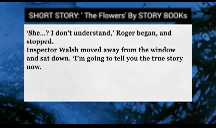 SHORT STORY: ' The Flowers' By STORY BOOKs
'She...? I don't understand,' Roger began, and
stopped.
Inspector Walsh moved away from the window
and sat down. 'I'm going to tell you the true story
now.